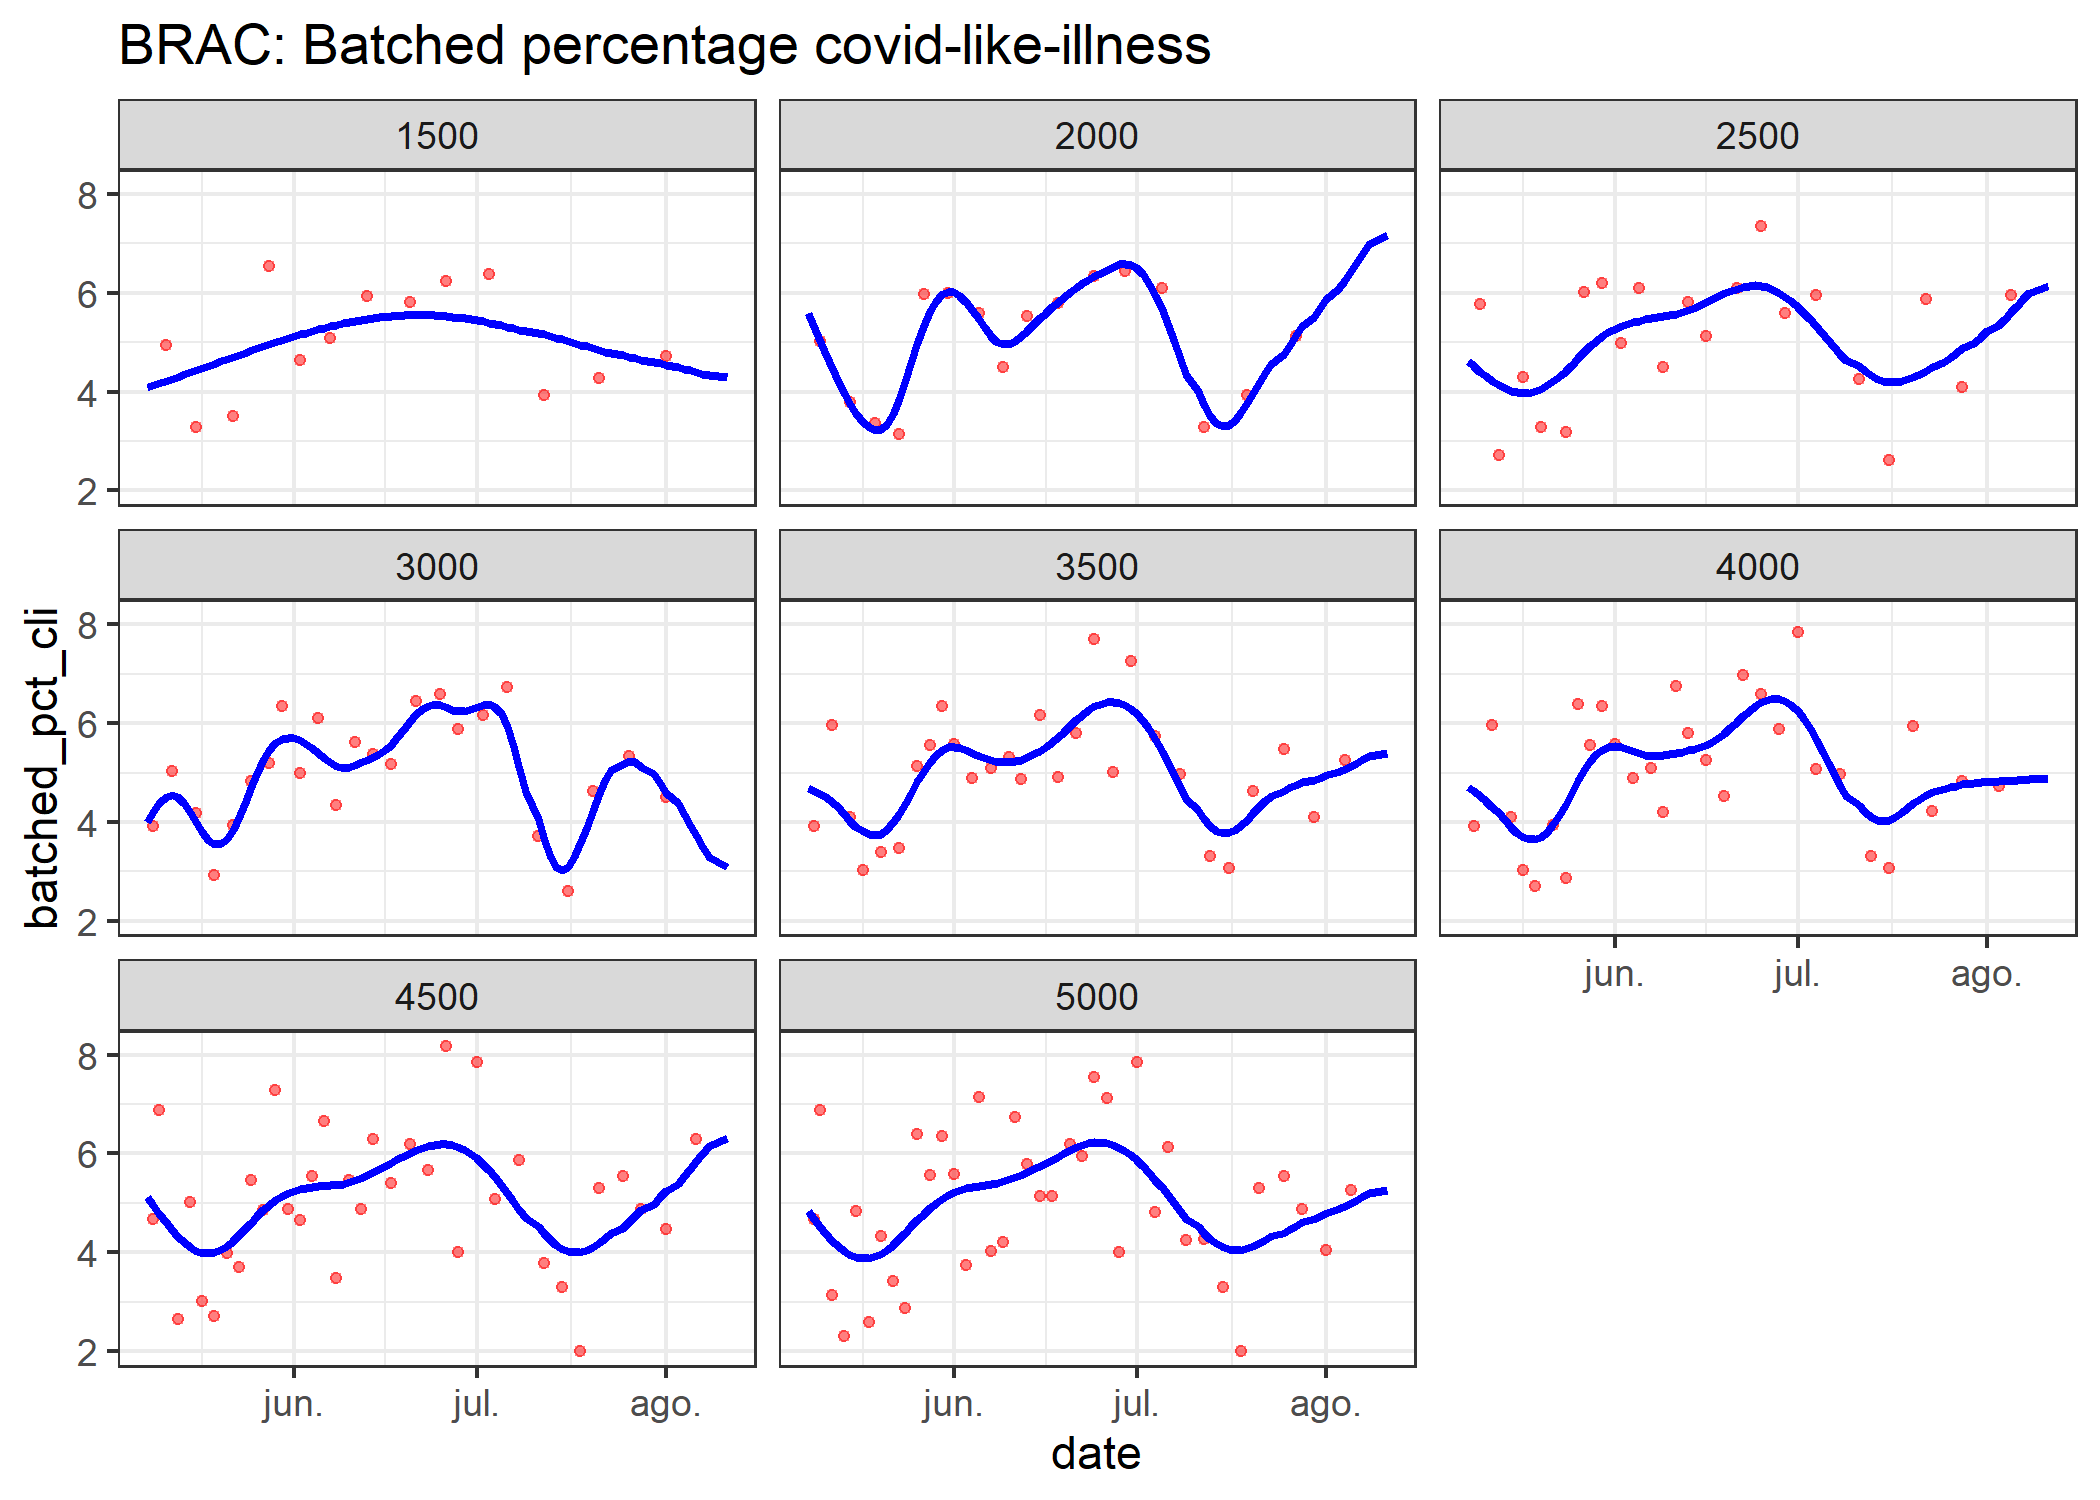 BRAC: Batched percentage covid-like-illness
1500
2000
2500
8
6
4
2
3000
3500
4000
8
6
4
2
batched_pct_cli
jun.
jul.
ago.
4500
5000
8
6
4
2
jun.
jul.
ago.
jun.
jul.
ago.
date